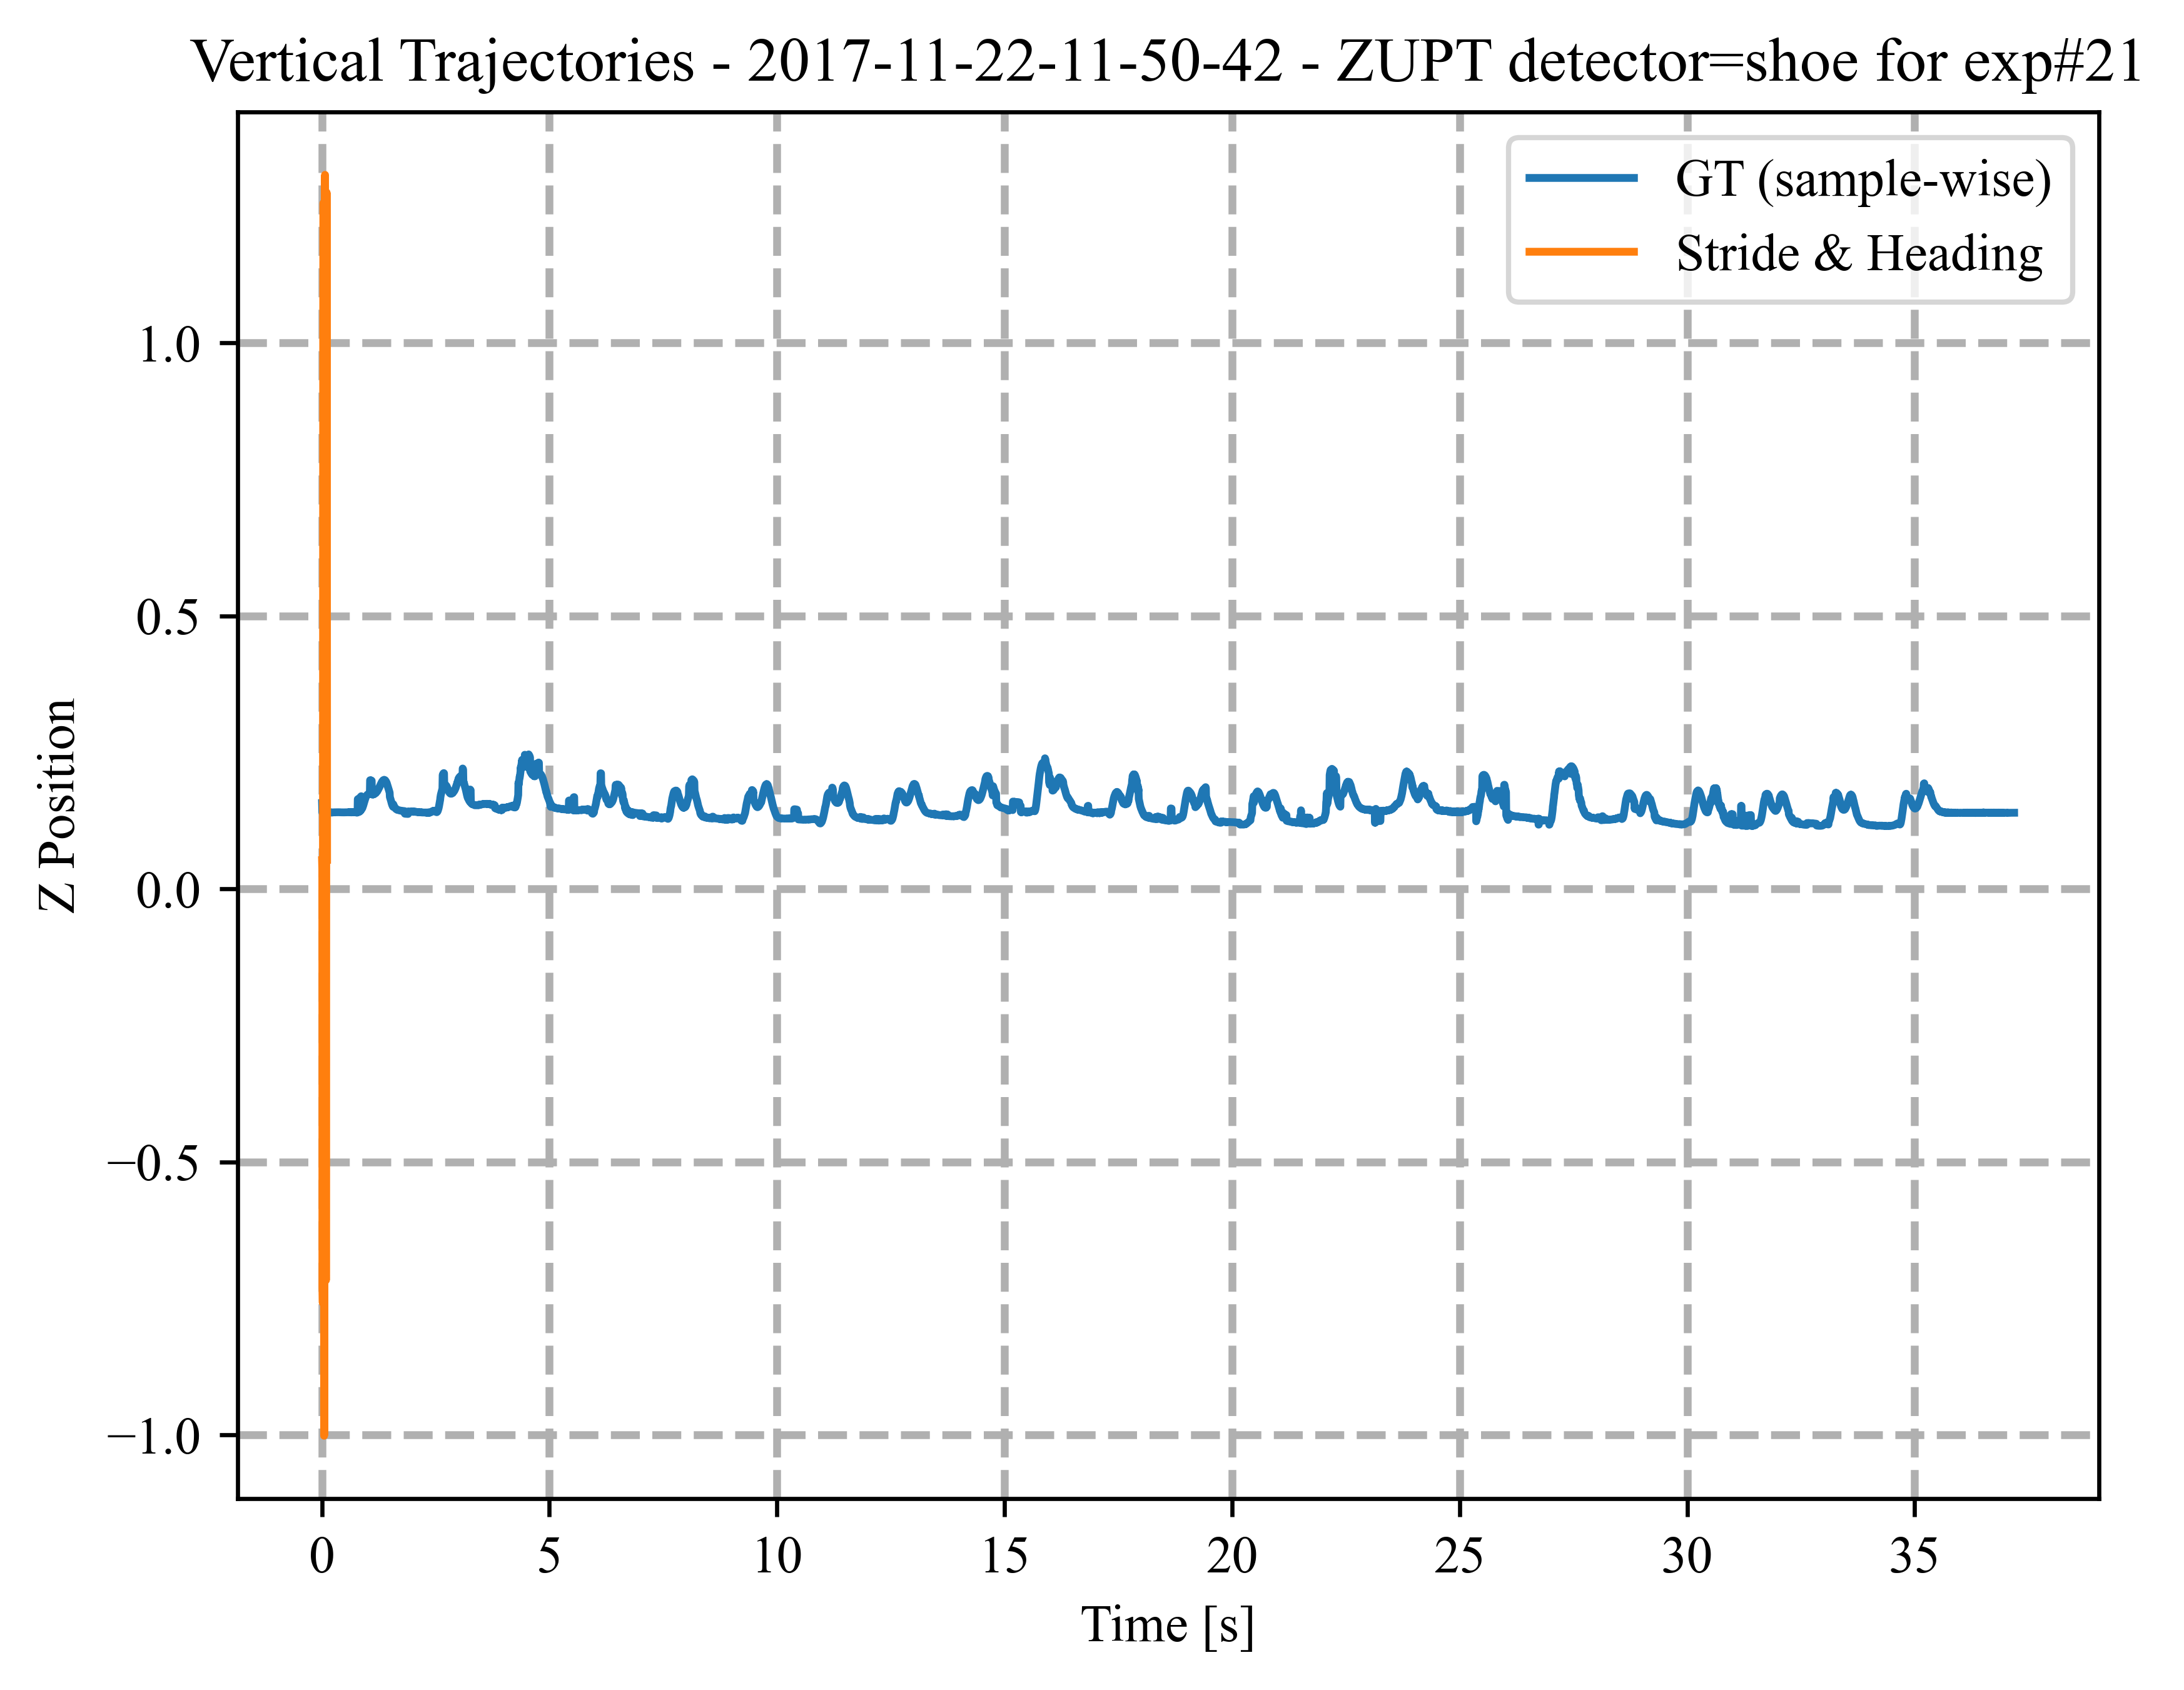 Vertical Trajectories - 2017-11-22-11-50-42 - ZUPT detector=shoe for exp#21
GT (sample-wise)
Stride & Heading
Z Position
1.0
0.5
0.0
−0.5
−1.0
0 5 10 15 20 25 30 35
Time [s]